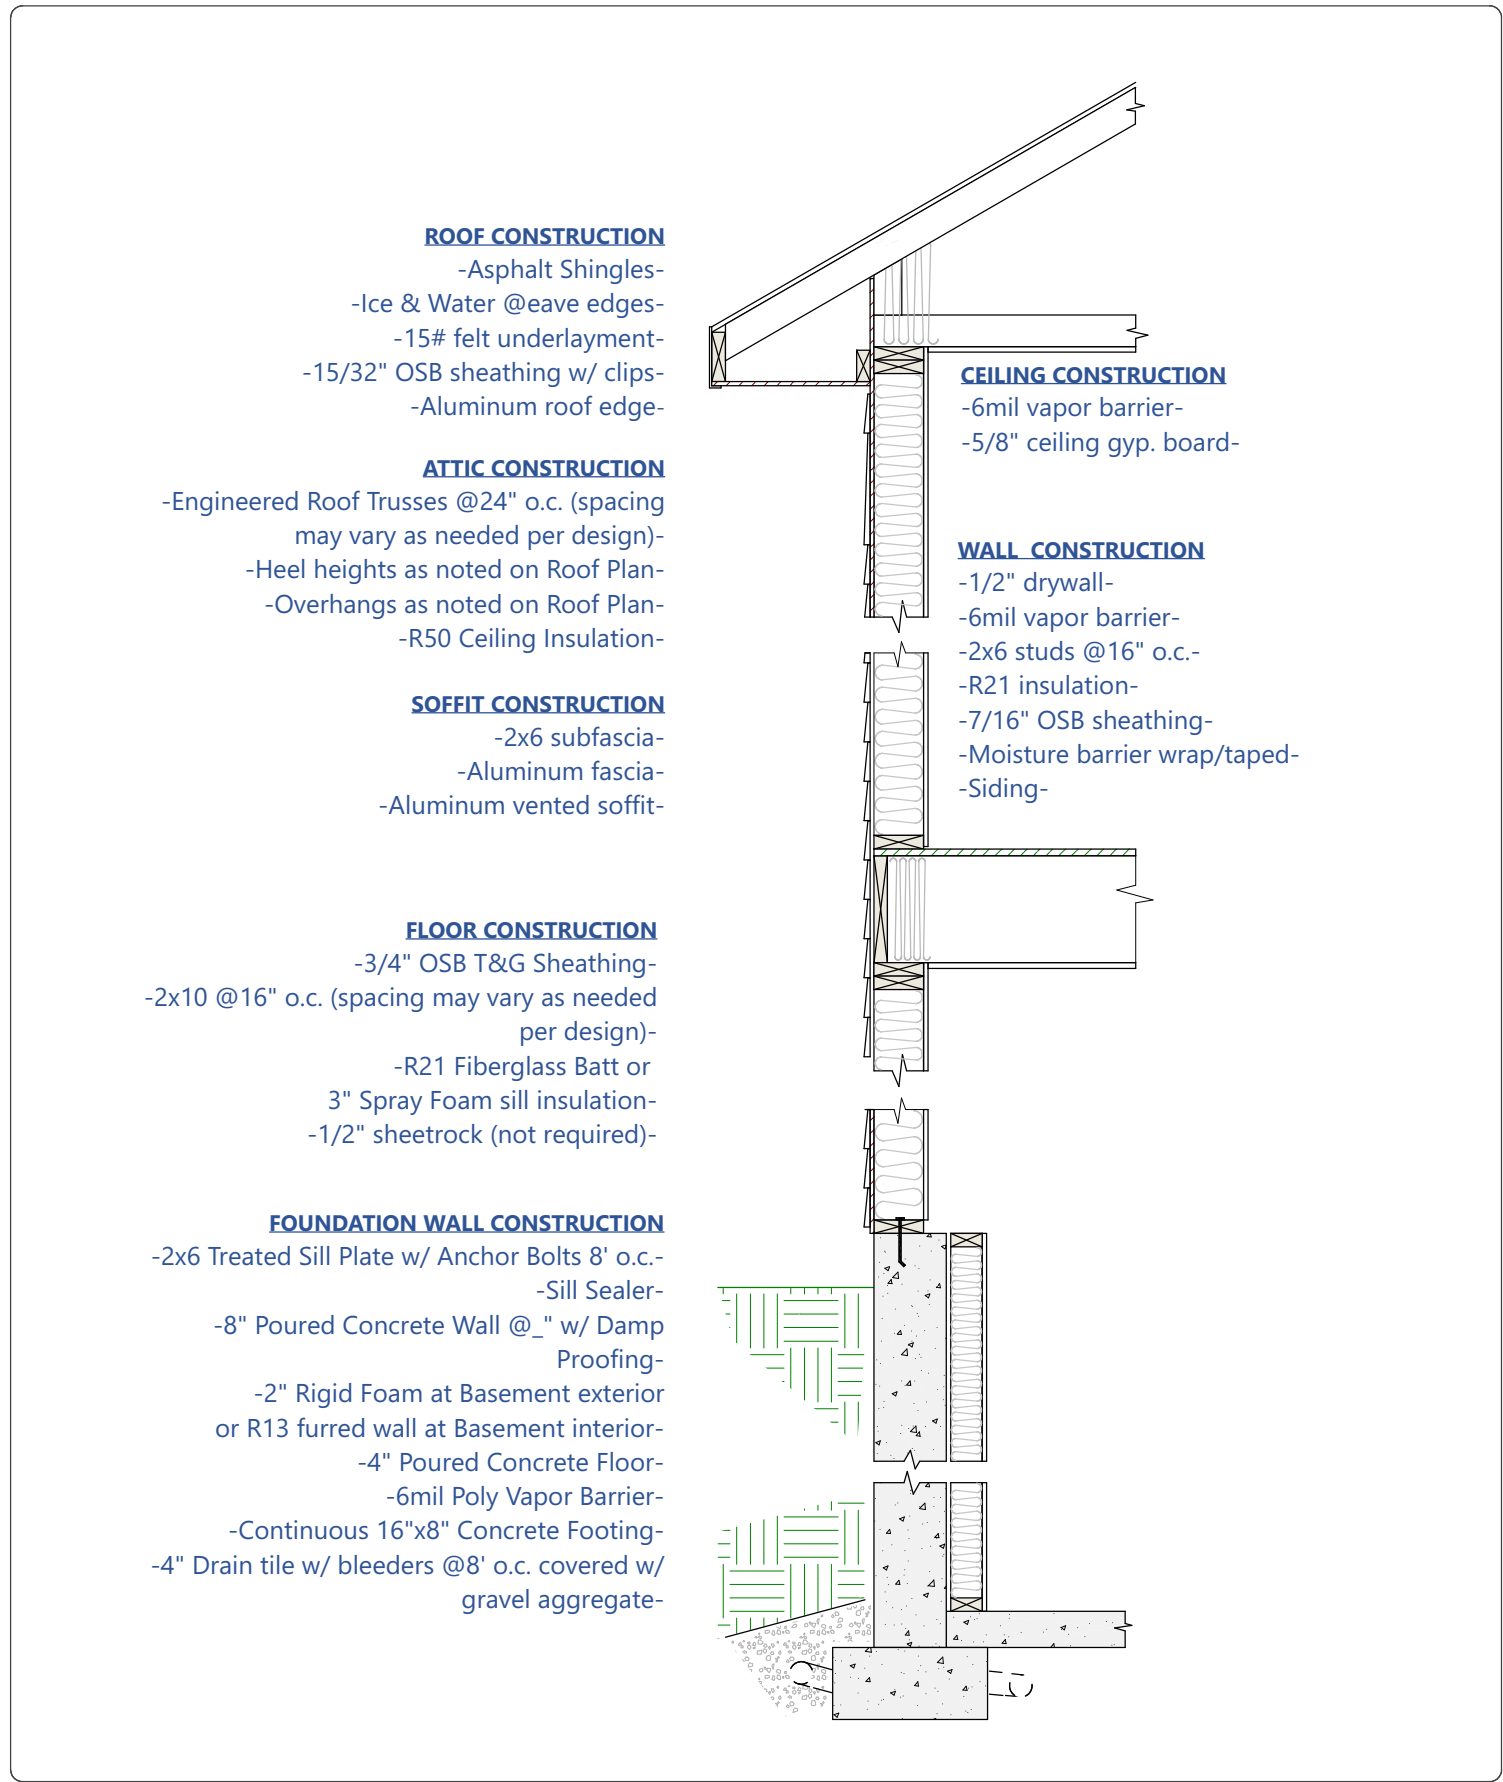 ROOF CONSTRUCTION
-Asphalt Shingles-
-Ice & Water @eave edges-
-15# felt underlayment-
-15/32" OSB sheathing w/ clips-
-Aluminum roof edge-
ATTIC CONSTRUCTION
-Engineered Roof Trusses @24" o.c. (spacing
may vary as needed per design)-
-Heel heights as noted on Roof Plan-
-Overhangs as noted on Roof Plan-
-R50 Ceiling Insulation-
SOFFIT CONSTRUCTION
-2x6 subfascia-
-Aluminum fascia-
-Aluminum vented soffit-
FLOOR CONSTRUCTION
-3/4" OSB T&G Sheathing-
-2x10 @16" o.c. (spacing may vary as needed
per design)-
-R21 Fiberglass Batt or
3" Spray Foam sill insulation-
-1/2" sheetrock (not required)-
FOUNDATION WALL CONSTRUCTION
-2x6 Treated Sill Plate w/ Anchor Bolts 8' o.c.-
-Sill Sealer-
-8" Poured Concrete Wall @_" w/ Damp
Proofing-
-2" Rigid Foam at Basement exterior
or R13 furred wall at Basement interior-
-4" Poured Concrete Floor-
-6mil Poly Vapor Barrier-
-Continuous 16"x8" Concrete Footing-
-4" Drain tile w/ bleeders @8' o.c. covered w/
gravel aggregate-
CEILING CONSTRUCTION
-6mil vapor barrier-
-5/8" ceiling gyp. board-
WALL  CONSTRUCTION
-1/2" drywall-
-6mil vapor barrier-
-2x6 studs @16" o.c.-
-R21 insulation-
-7/16" OSB sheathing-
-Moisture barrier wrap/taped-
-Siding-